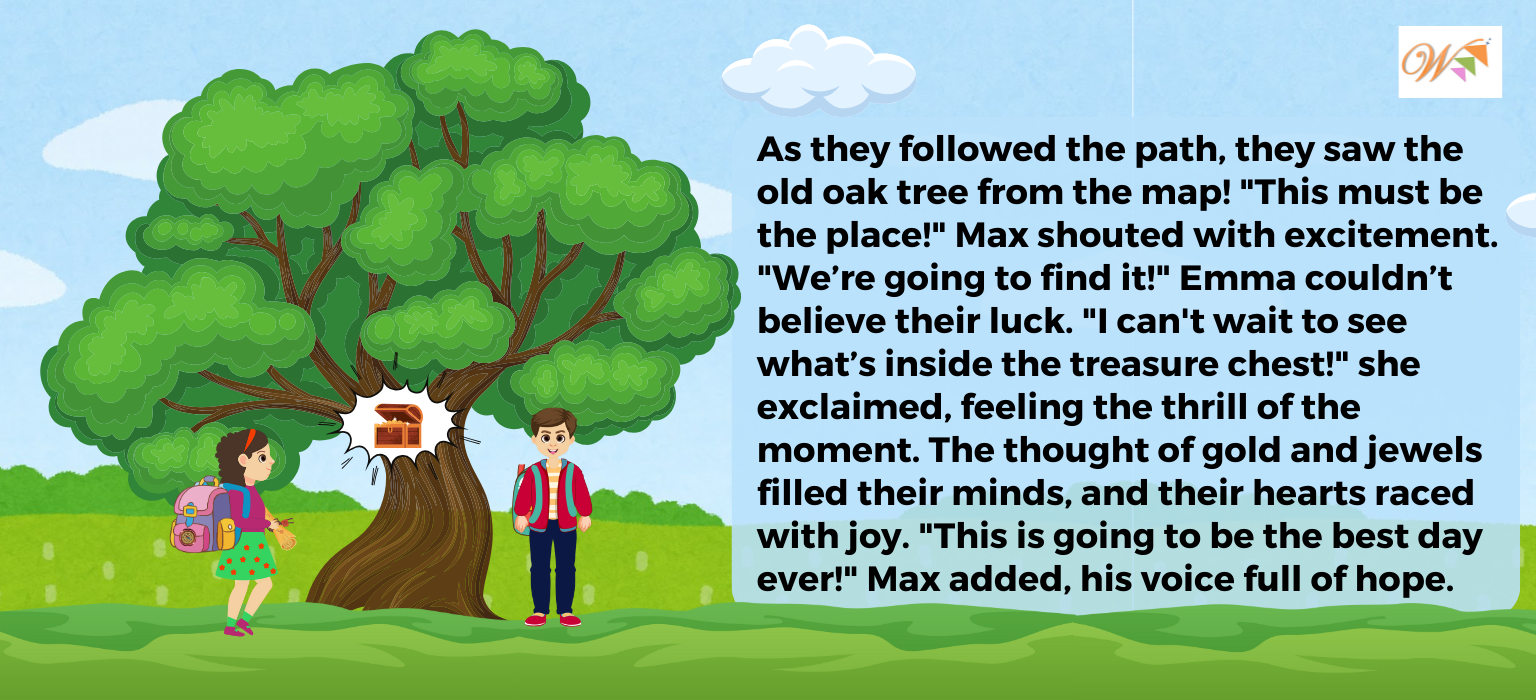 W
As they followed the path, they saw the
old oak tree from the map! "This must be
the place!" Max shouted with excitement.
"We’re going to find it!" Emma couldn’t
believe their luck. "I can't wait to see
what’s inside the treasure chest!" she
exclaimed, feeling the thrill of the
moment. The thought of gold and jewels
filled their minds, and their hearts raced
with joy. "This is going to be the best day
ever!" Max added, his voice full of hope.